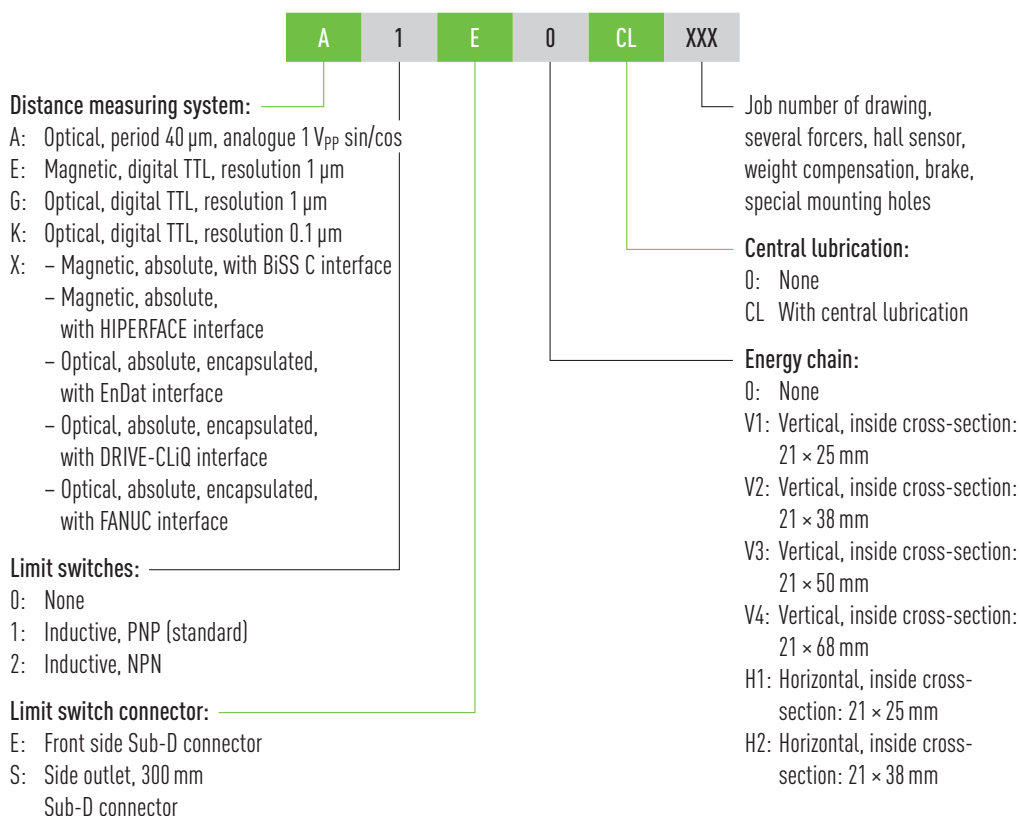 A 1 E 0 CL XXX
Distance measuring system:
A: Optical, period 40 µm, analogue 1 VPP sin/cos
E: Magnetic, digital TTL, resolution 1 µm
G: Optical, digital TTL, resolution 1 µm
K: Optical, digital TTL, resolution 0.1 µm
X: – Magnetic, absolute, with BiSS C interface
– Magnetic, absolute,
with HIPERFACE interface
– Optical, absolute, encapsulated,
with EnDat interface
– Optical, absolute, encapsulated,
with DRIVE-CLiQ interface
– Optical, absolute, encapsulated,
with FANUC interface
Limit switches:
0: None
1: Inductive, PNP (standard)
2: Inductive, NPN
Limit switch connector:
E: Front side Sub-D connector
S: Side outlet, 300 mm
Sub-D connector
Job number of drawing,
several forcers, hall sensor,
weight compensation, brake,
special mounting holes
Central lubrication:
0: None
CL With central lubrication
Energy chain:
0: None
V1: Vertical, inside cross-section:
21 × 25 mm
V2: Vertical, inside cross-section:
21 × 38 mm
V3: Vertical, inside cross-section:
21 × 50 mm
V4: Vertical, inside cross-section:
21 × 68 mm
H1: Horizontal, inside cross-
section: 21 × 25 mm
H2: Horizontal, inside cross-
section: 21 × 38 mm